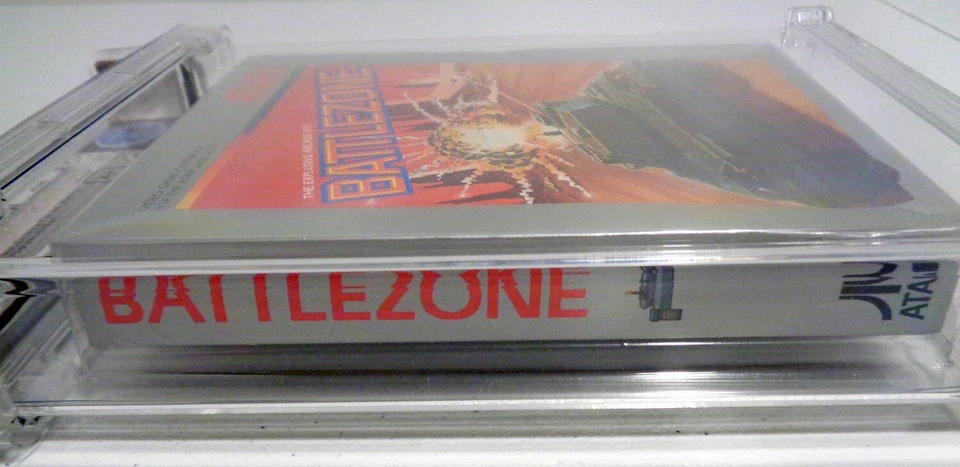 THE EXPLOSIVE ARCADE HIT!
BATTLEZONE
BATTLEZONE
ATARI